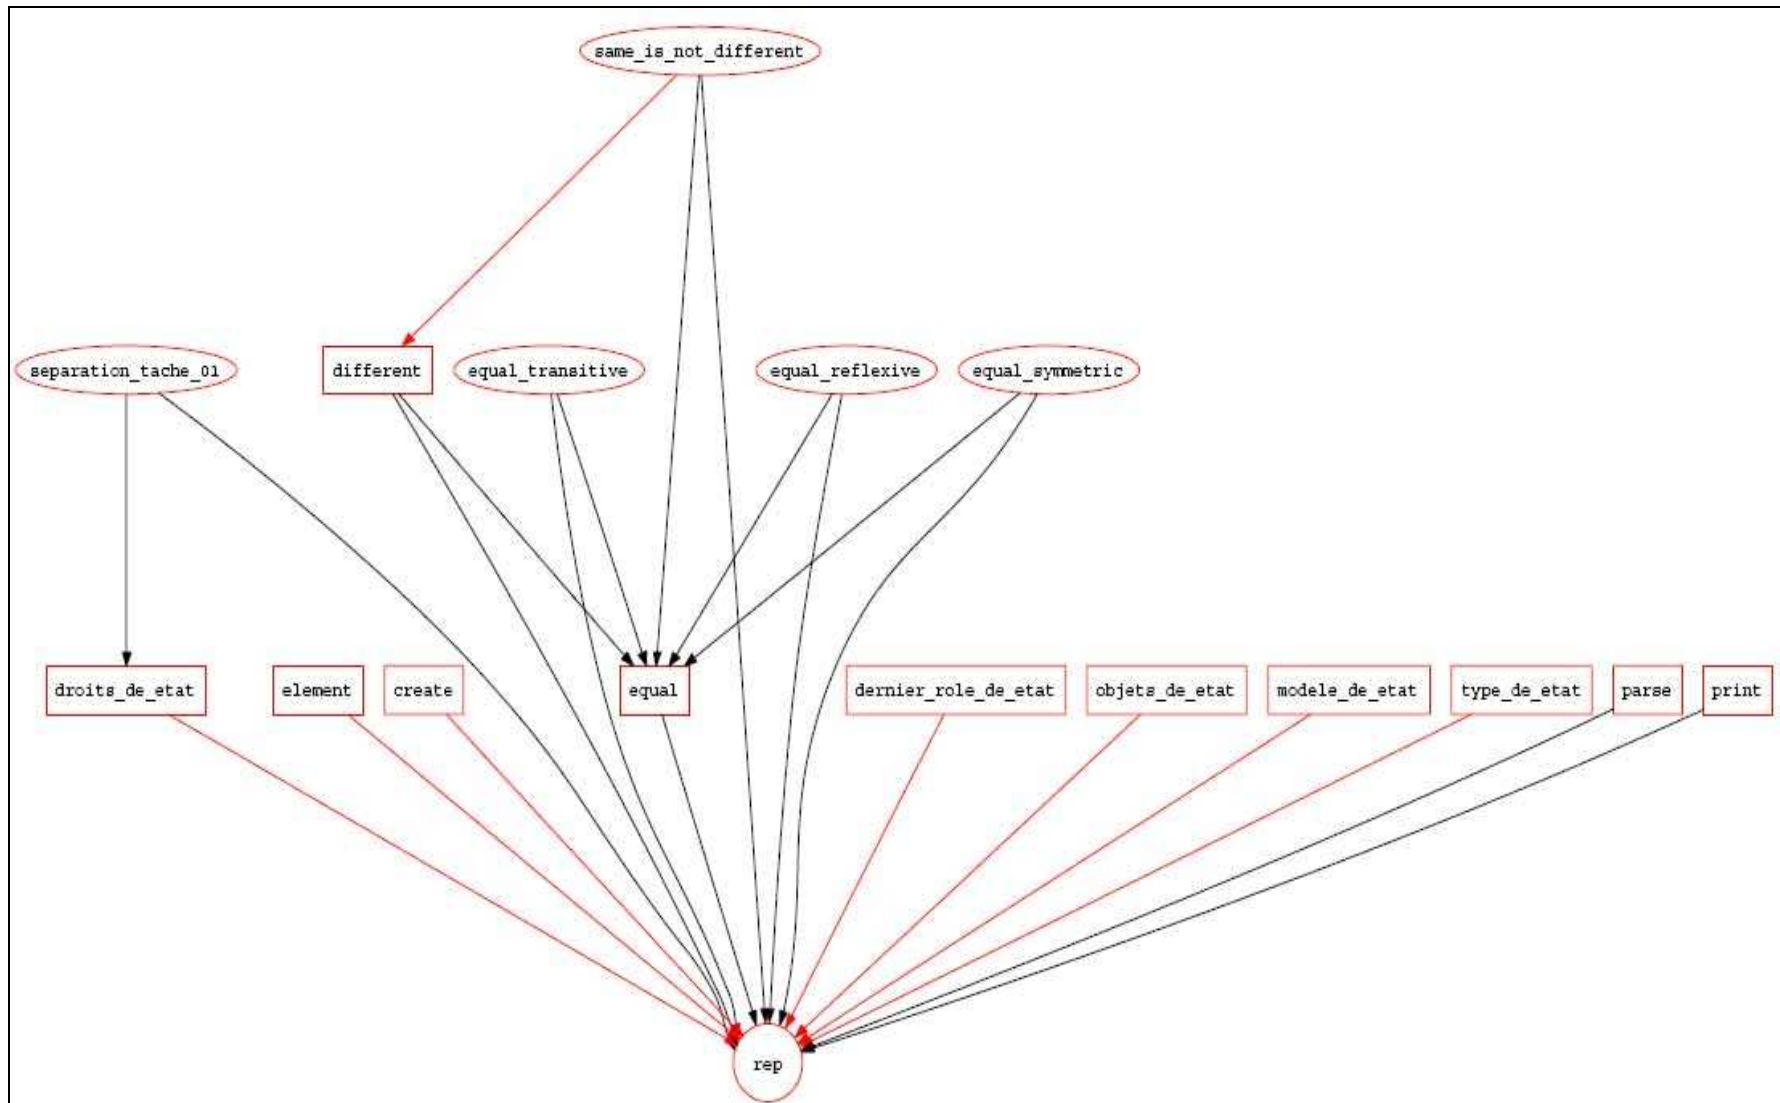 same_is_not_different
separation_tache_01
different
equal_transitive
equal_reflexive
equal_symmetric
droits_de_etat
element
create
equal
dernier_role_de_etat
objets_de_etat
modele_de_etat
type_de_etat
parse
print
rep